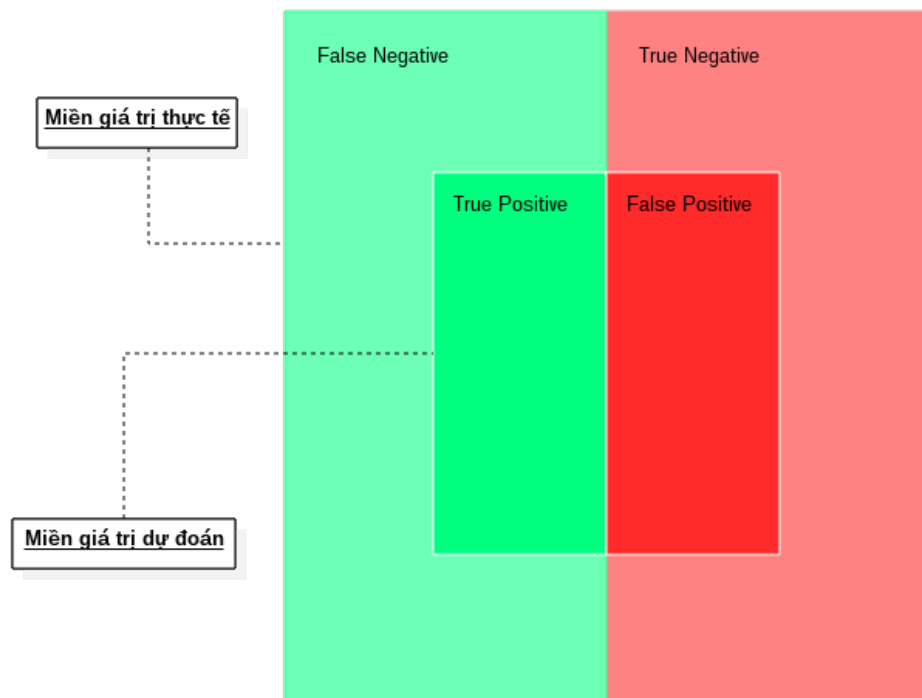 False Negative
True Negative
Miền giá trị thực tế
True Positive
False Positive
Miền giá trị dự đoán